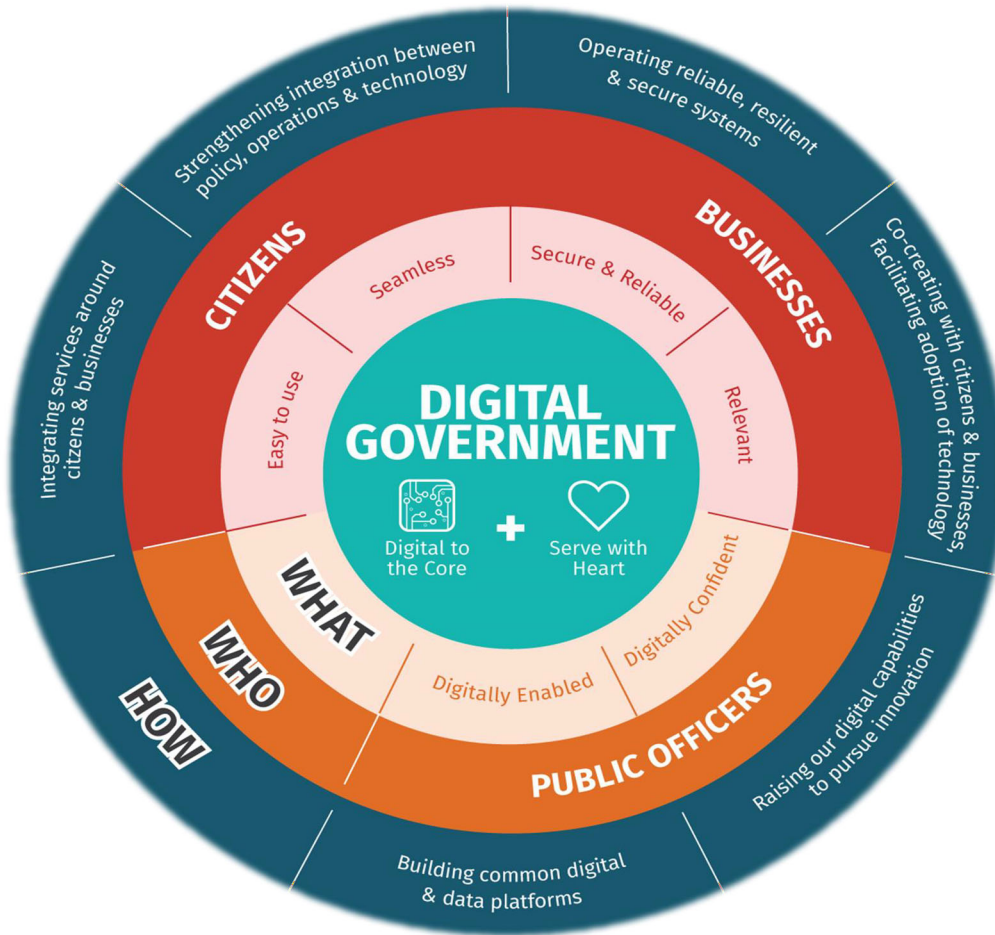 Strengthening integration between
policy, operations & technology
Operating reliable, resilient
& secure systems
Co-creating with citizens & businesses,
facilitating adoption of technology
Raising our digital capabilities
to pursue innovation
Building common digital
& data platforms
HOW
Integrating services around
citzens & businesses
CITIZENS
BUSINESSES
PUBLIC OFFICERS
WHO
Easy to use
Seamless
Secure & Reliable
Relevant
Digitally Confident
Digitally Enabled
WHAT
DIGITAL
GOVERNMENT
Digital to
the Core
+
Serve with
Heart